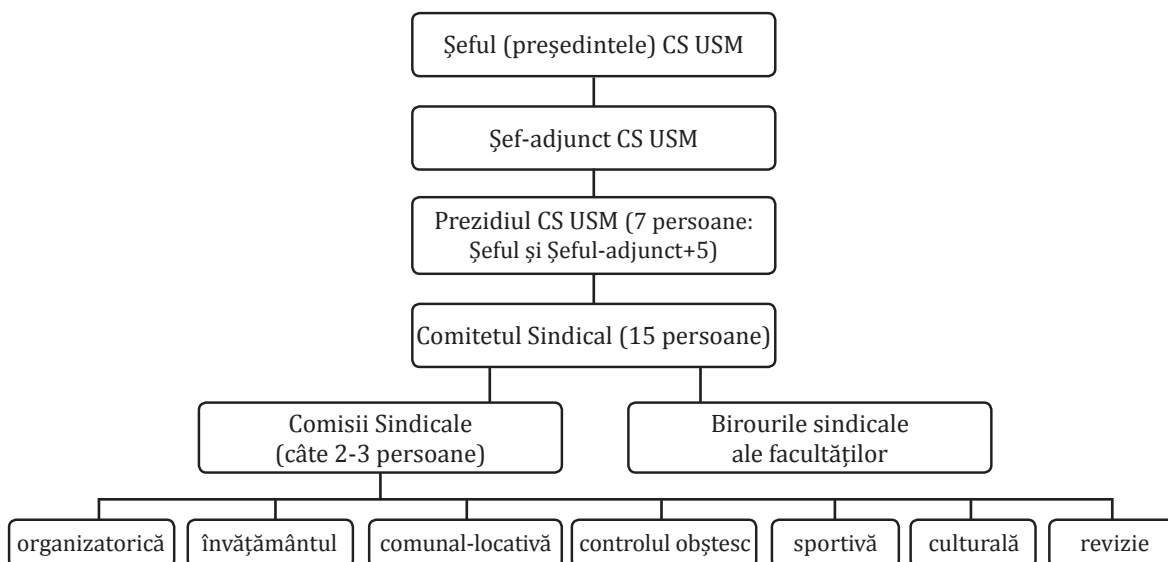 Șeful (președintele) CS USM
Șef-adjunct CS USM
Prezidiul CS USM (7 persoane:
Șeful și Șeful-adjunct+5)
Comitetul Sindical (15 persoane)
Comisii Sindicale
(câte 2-3 persoane)
Birourile sindicale
ale facultăților
organizatorică
învățământul
comunal-locativă
controlul obștesc
sportivă
culturală
revizie